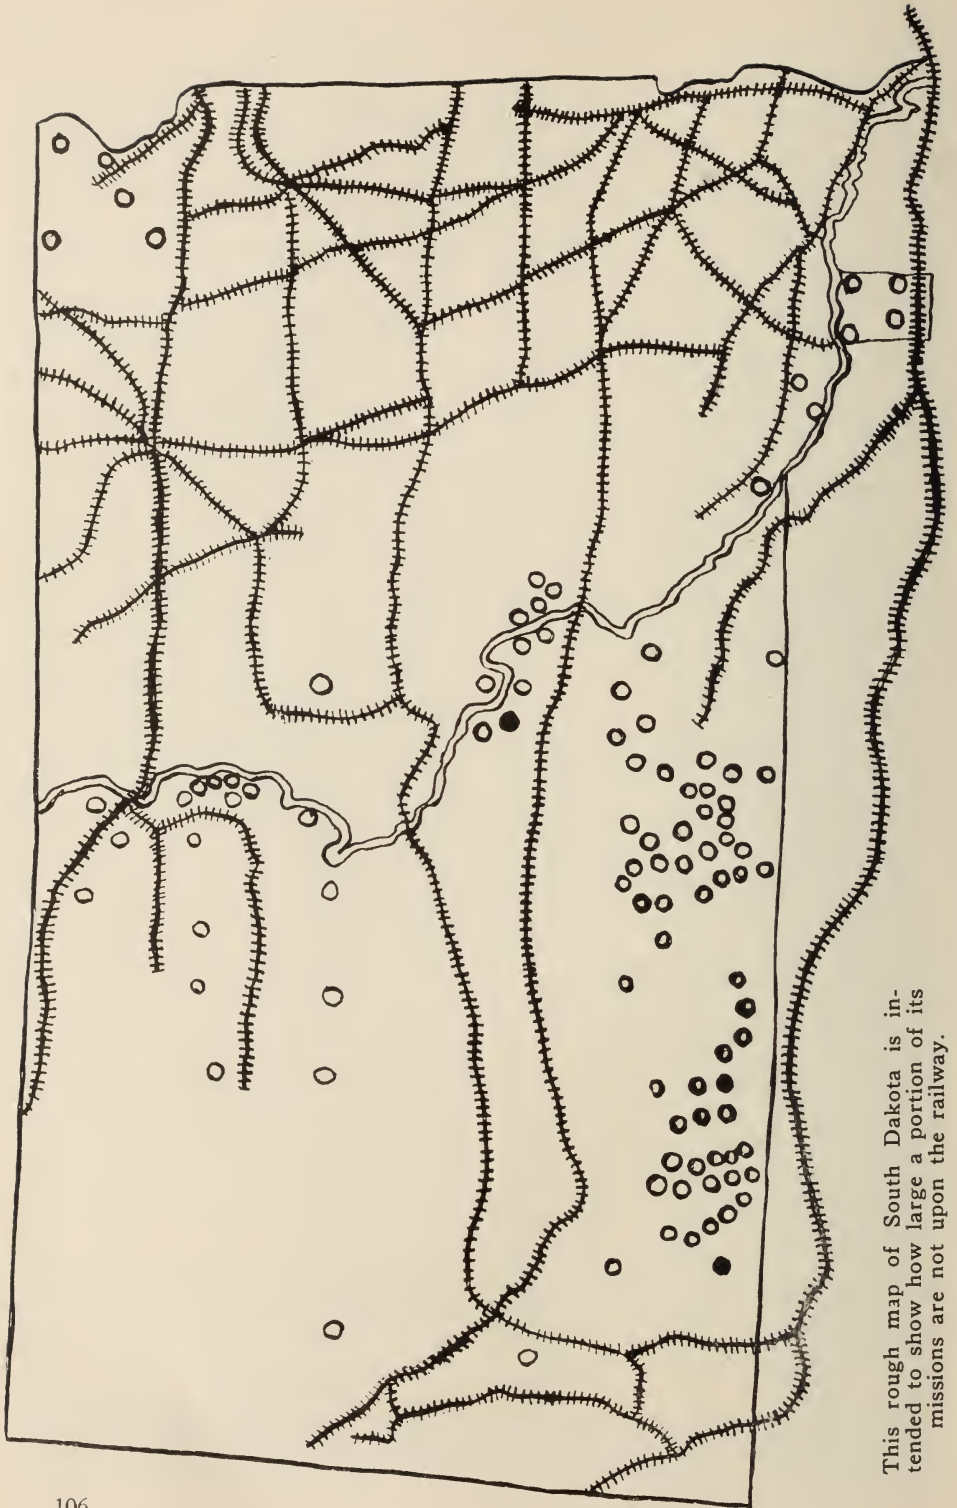 106
This rough map of South Dakota is in-
tended to show how large a portion of its
missions are not upon the railway.